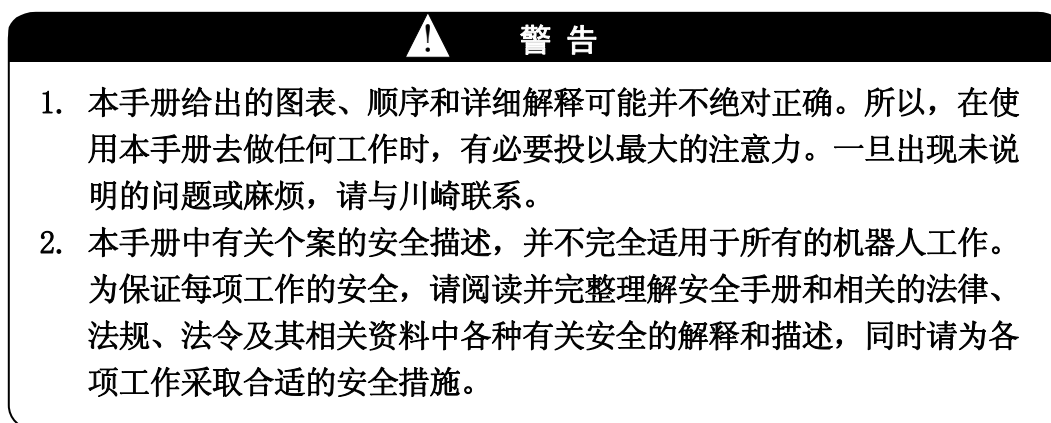 警 告
1. 本手册给出的图表、顺序和详细解释可能并不绝对正确。所以，在使
用本手册去做任何工作时，有必要投以最大的注意力。一旦出现未说
明的问题或麻烦，请与川崎联系。
2. 本手册中有关个案的安全描述，并不完全适用于所有的机器人工作。
为保证每项工作的安全，请阅读并完整理解安全手册和相关的法律、
法规、法令及其相关资料中各种有关安全的解释和描述，同时请为各
项工作采取合适的安全措施。